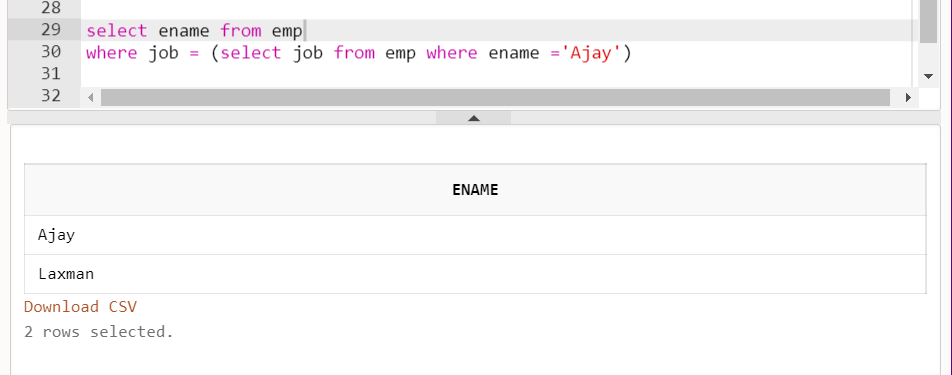 28
29 select ename from emp
30 where job = (select job from emp where ename ='Ajay')
31
32
ENAME
Ajay
Laxman
Download CSV
2 rows selected.